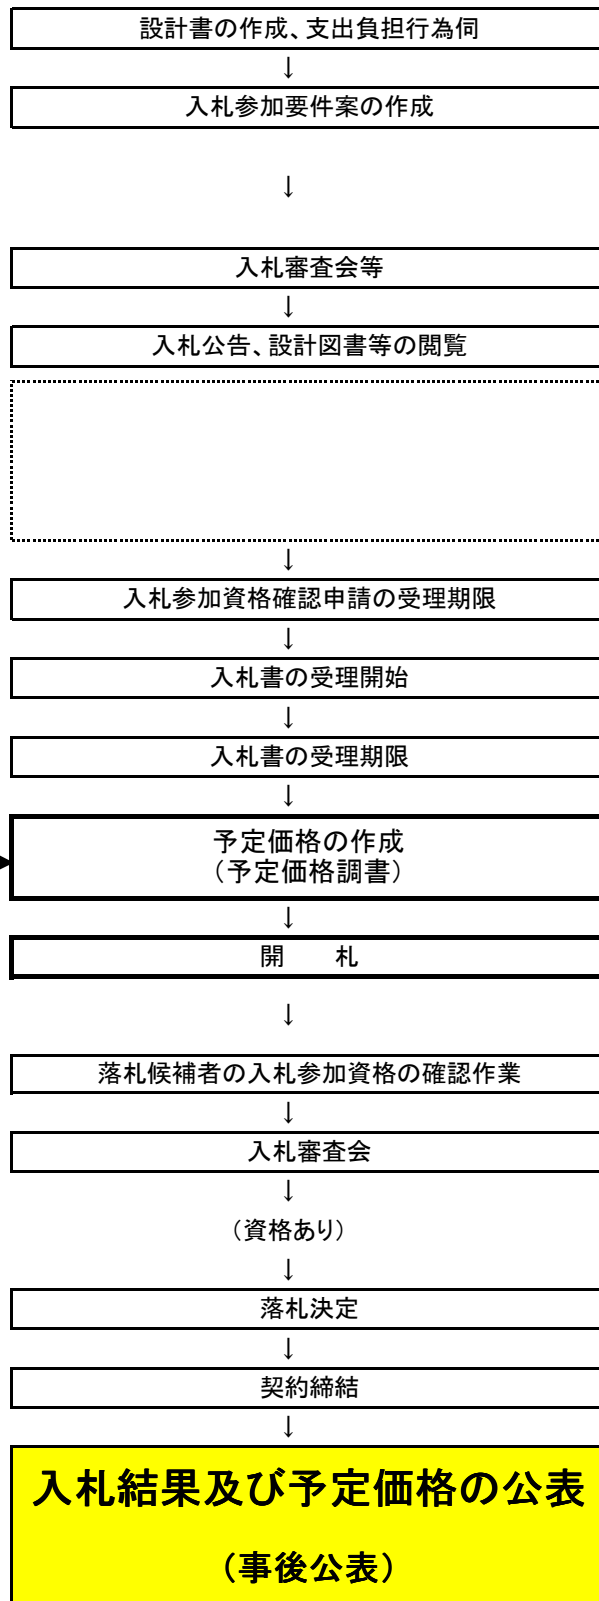 設計書の作成、支出負担行為伺
↓
入札参加要件案の作成
↓
入札審査会等
↓
入札公告、設計図書等の閲覧
↓
入札参加資格確認申請の受理期限
↓
入札書の受理開始
↓
入札書の受理期限
↓
予定価格の作成
（予定価格調書）
↓
開　　札
↓
落札候補者の入札参加資格の確認作業
↓
入札審査会
↓
（資格あり）
↓
落札決定
↓
契約締結
↓
入札結果及び予定価格の公表
（事後公表）